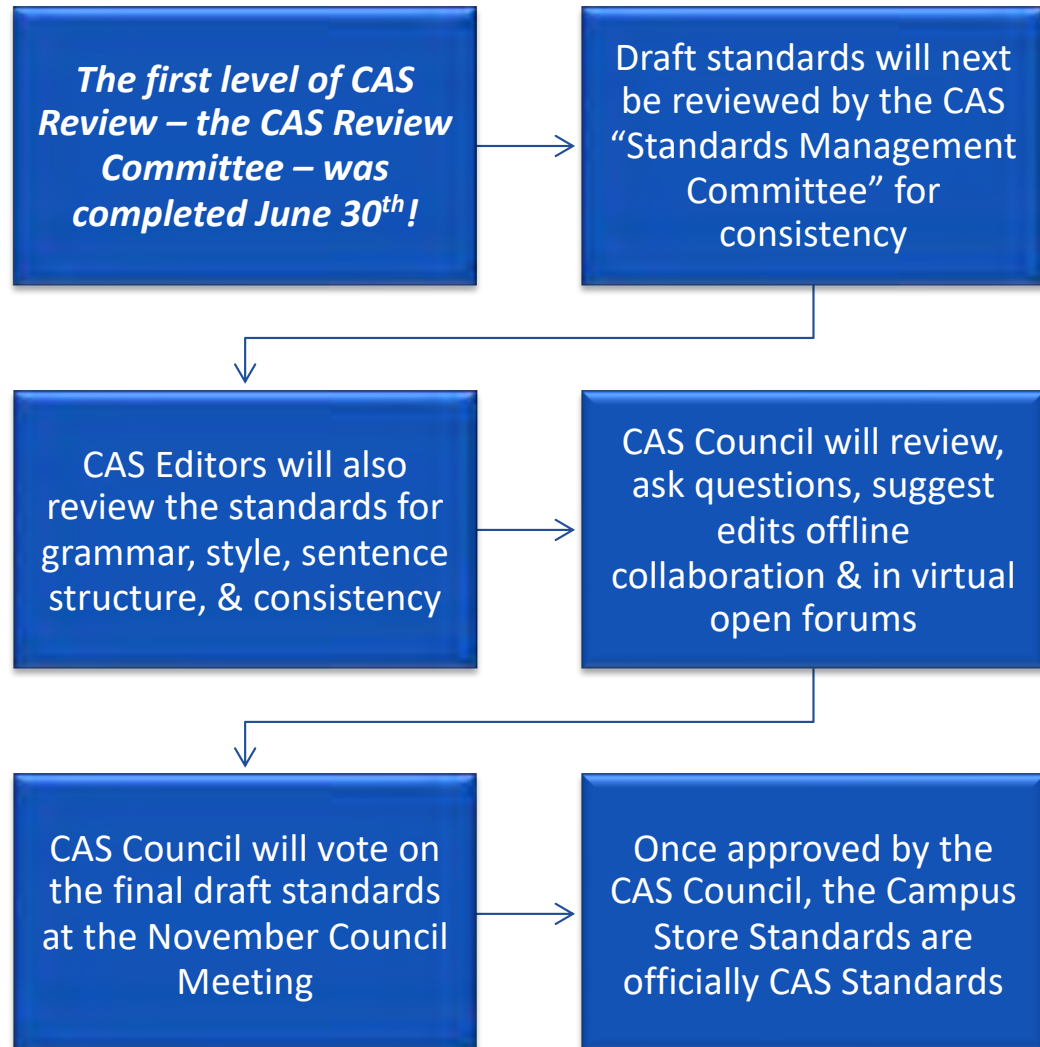 The first level of CAS
Review – the CAS Review
Committee – was
completed June 30th!
Draft standards will next
be reviewed by the CAS
“Standards Management
Committee” for
consistency
CAS Editors will also
review the standards for
grammar, style, sentence
structure, & consistency
CAS Council will review,
ask questions, suggest
edits offline
collaboration & in virtual
open forums
CAS Council will vote on
the final draft standards
at the November Council
Meeting
Once approved by the
CAS Council, the Campus
Store Standards are
officially CAS Standards